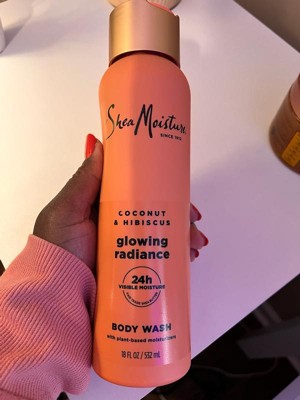 SheaMoisture
SINCE 1912
COCONUT
& HIBISCUS
glowing
radiance
24h
VISIBLE MOISTURE
BODY WASH
with plant-based moisturizers
18 FL OZ / 532 mL